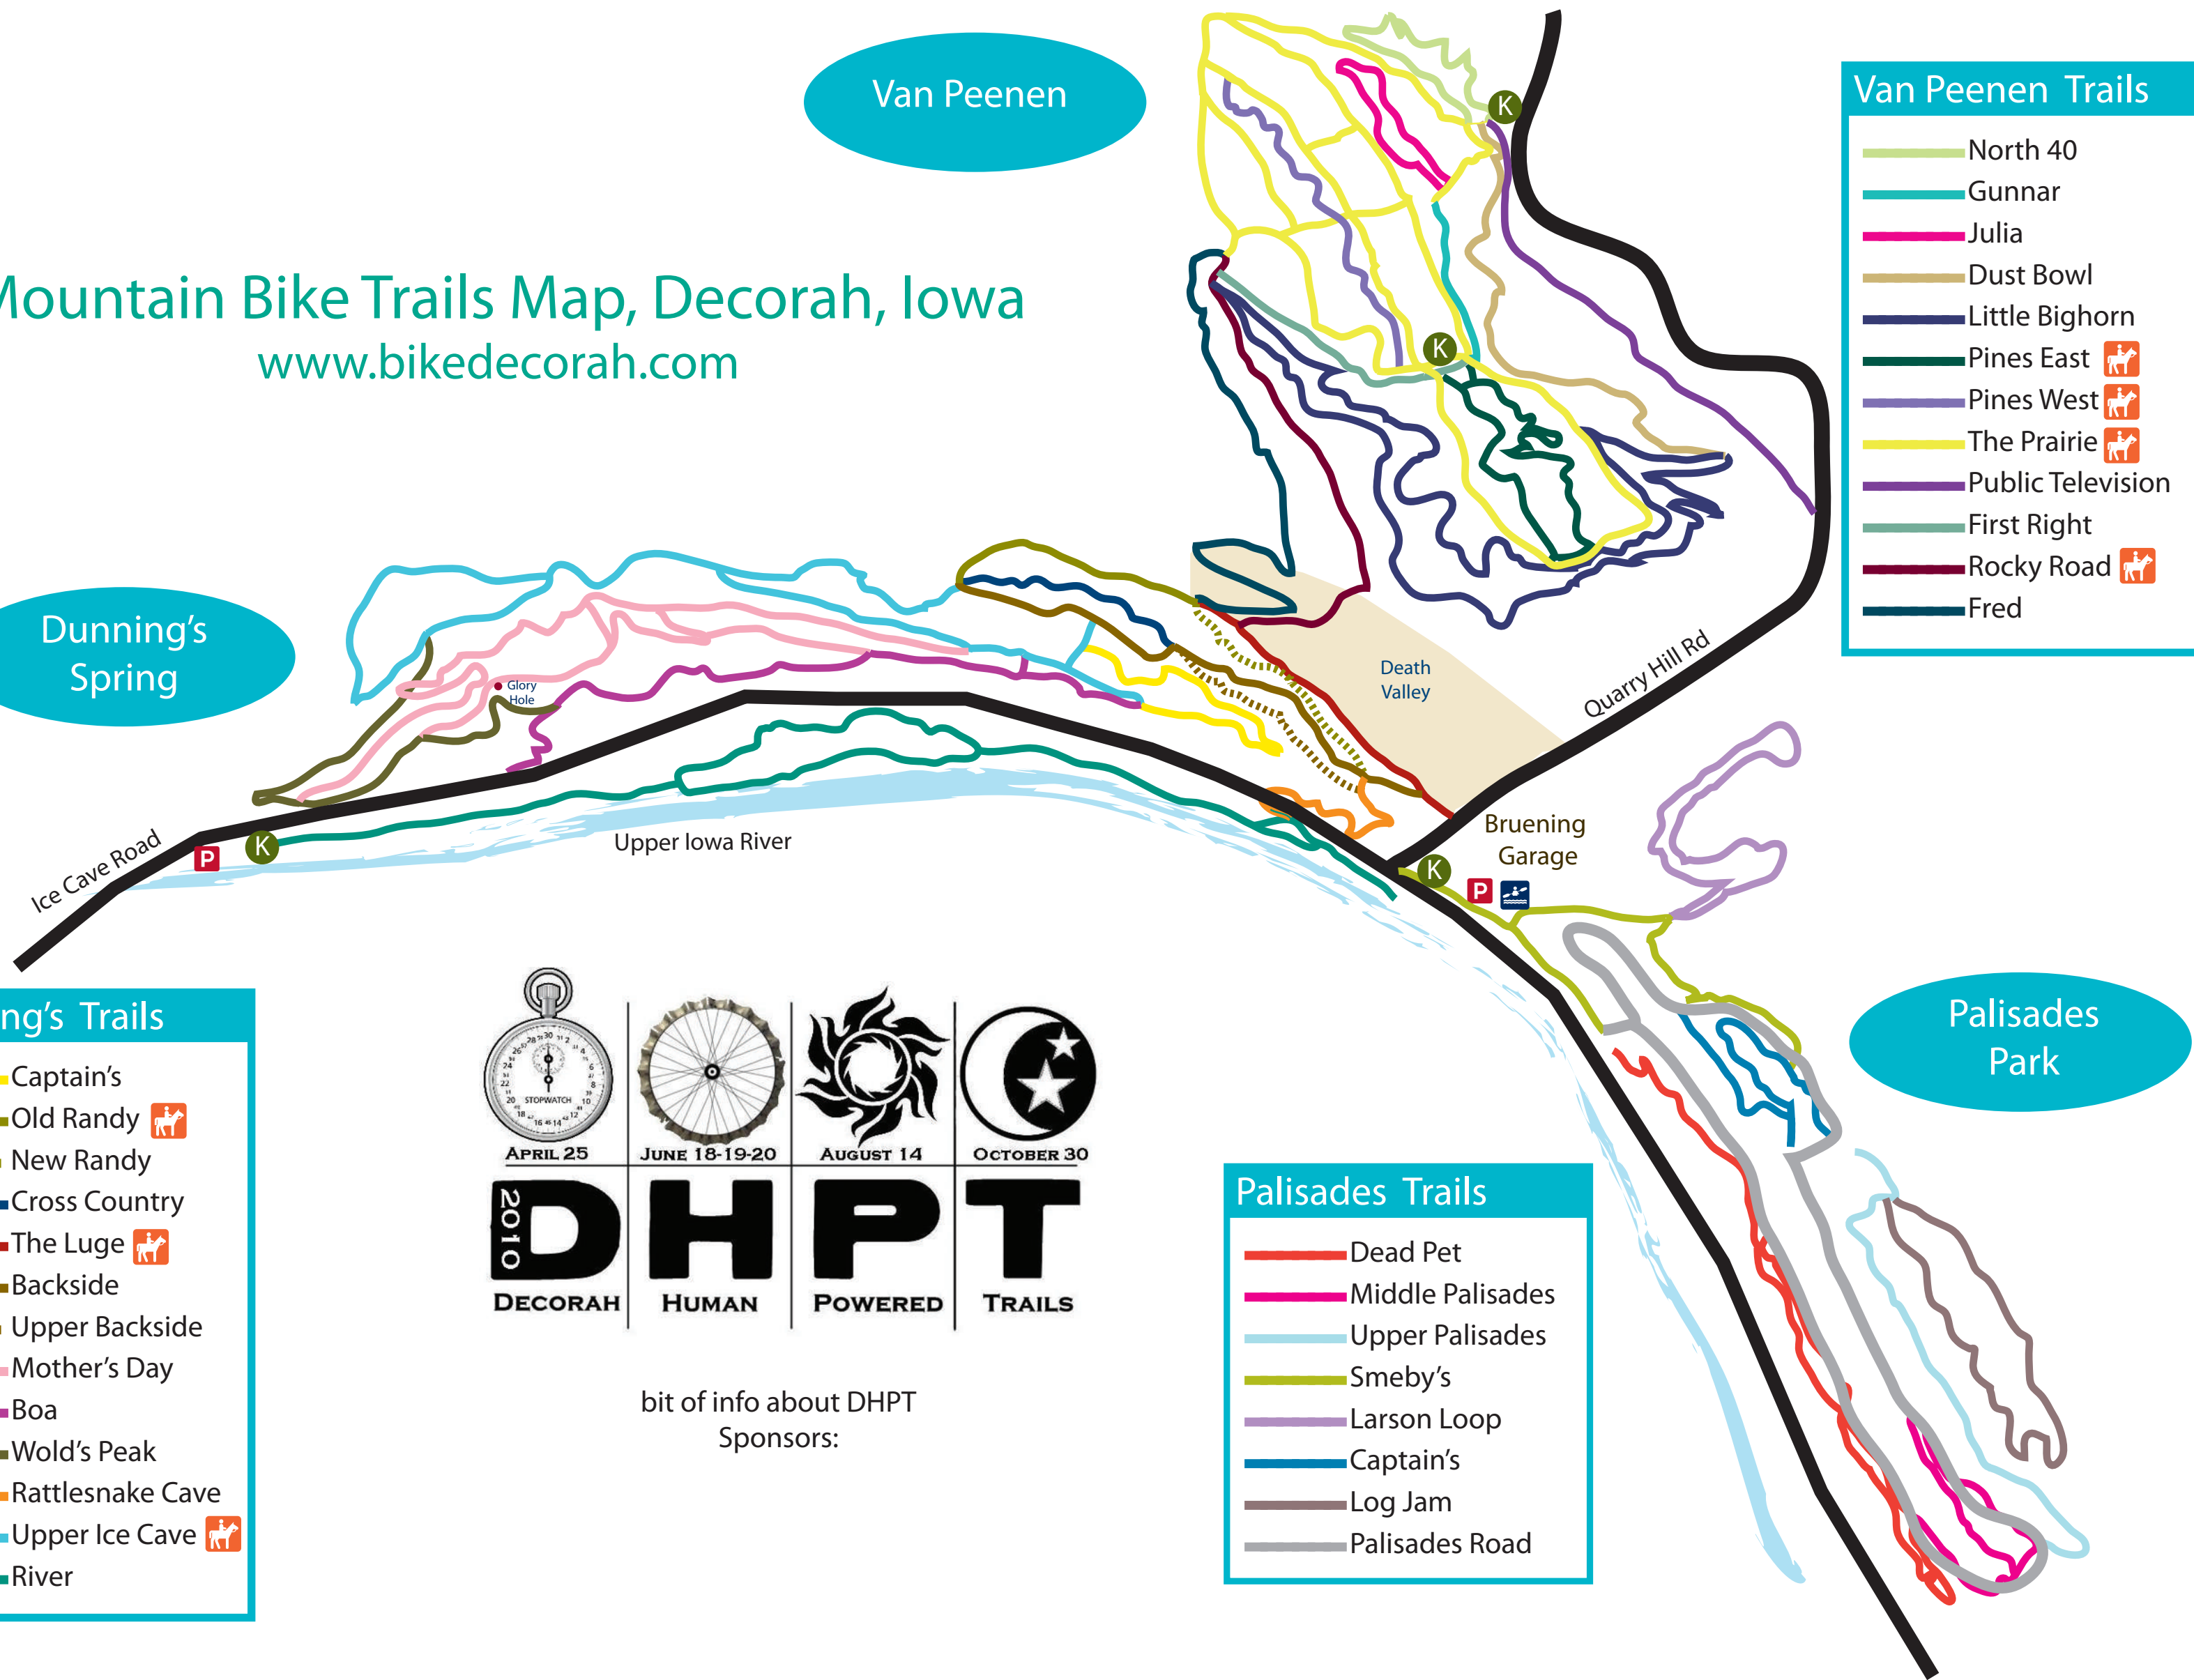 Van Peenen
Mountain Bike Trails Map, Decorah, Iowa
www.bikedecorah.com
Van Peenen Trails
North 40
Gunnar
Julia
Dust Bowl
Little Bighorn
Pines East
Pines West
The Prairie
Public Television
First Right
Rocky Road
Fred
K
K
Dunning's
Spring
Glory
Hole
Death
Valley
Quarry Hill Rd
Ice Cave Road
P
K
Upper Iowa River
Bruening
Garage
K
P
Palisades
Park
ng's Trails
Captain's
Old Randy
New Randy
Cross Country
The Luge
Backside
Upper Backside
Mother's Day
Boa
Wold's Peak
Rattlesnake Cave
Upper Ice Cave
River
STOPWATCH
April 25
June 18-19-20
August 14
October 30
2010
DHPT
Decorah Human Powered Trails
bit of info about DHPT
Sponsors:
Palisades Trails
Dead Pet
Middle Palisades
Upper Palisades
Smeby's
Larson Loop
Captain's
Log Jam
Palisades Road